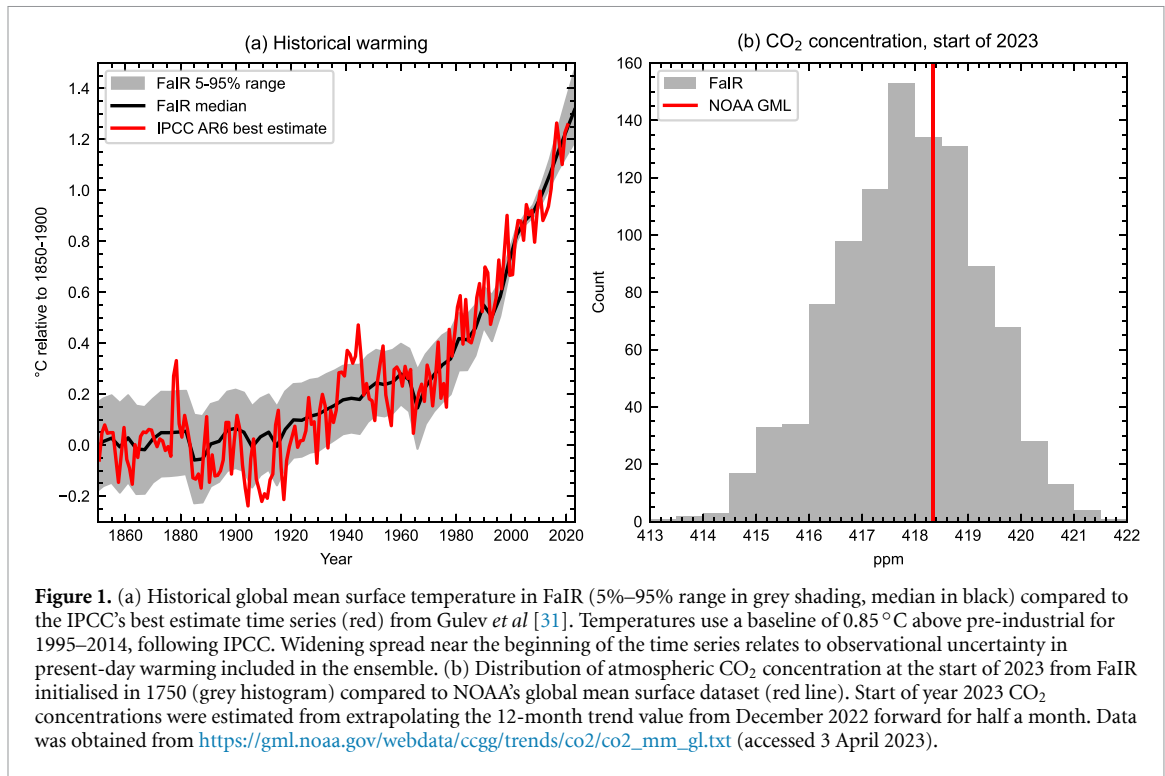 (a) Historical warming
1.4
1.2
1.0
0.8
0.6
0.4
0.2
0.0
−0.2
°C relative to 1850-1900
FaIR 5-95% range
FaIR median
IPCC AR6 best estimate
1860 1880 1900 1920 1940 1960 1980 2000 2020
Year
(b) CO₂ concentration, start of 2023
160
140
120
100
80
60
40
20
0
Count
FaIR
NOAA GML
413 414 415 416 417 418 419 420 421 422
ppm
Figure 1. (a) Historical global mean surface temperature in FaIR (5%–95% range in grey shading, median in black) compared to
the IPCC's best estimate time series (red) from Gulev et al [31]. Temperatures use a baseline of 0.85 °C above pre-industrial for
1995–2014, following IPCC. Widening spread near the beginning of the time series relates to observational uncertainty in
present-day warming included in the ensemble. (b) Distribution of atmospheric CO₂ concentration at the start of 2023 from FaIR
initialised in 1750 (grey histogram) compared to NOAA's global mean surface dataset (red line). Start of year 2023 CO₂
concentrations were estimated from extrapolating the 12-month trend value from December 2022 forward for half a month. Data
was obtained from https://gml.noaa.gov/webdata/ccgg/trends/co2/co2_mm_gl.txt (accessed 3 April 2023).